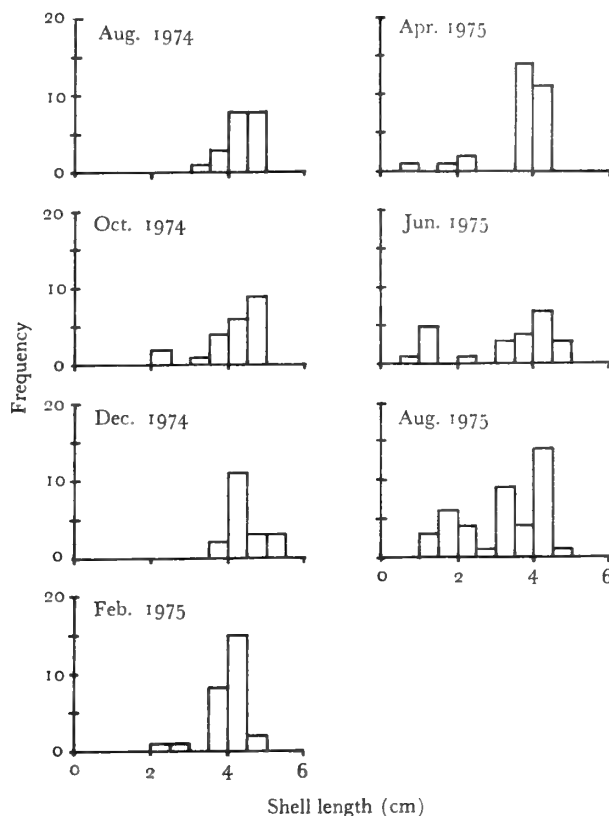 20
Aug. 1974
10
0
Apr. 1975
20
Oct. 1974
10
0
Jun. 1975
Frequency
20
Dec. 1974
10
0
Aug. 1975
0 2 4 6
20
Feb. 1975
10
0
0 2 4 6
Shell length (cm)